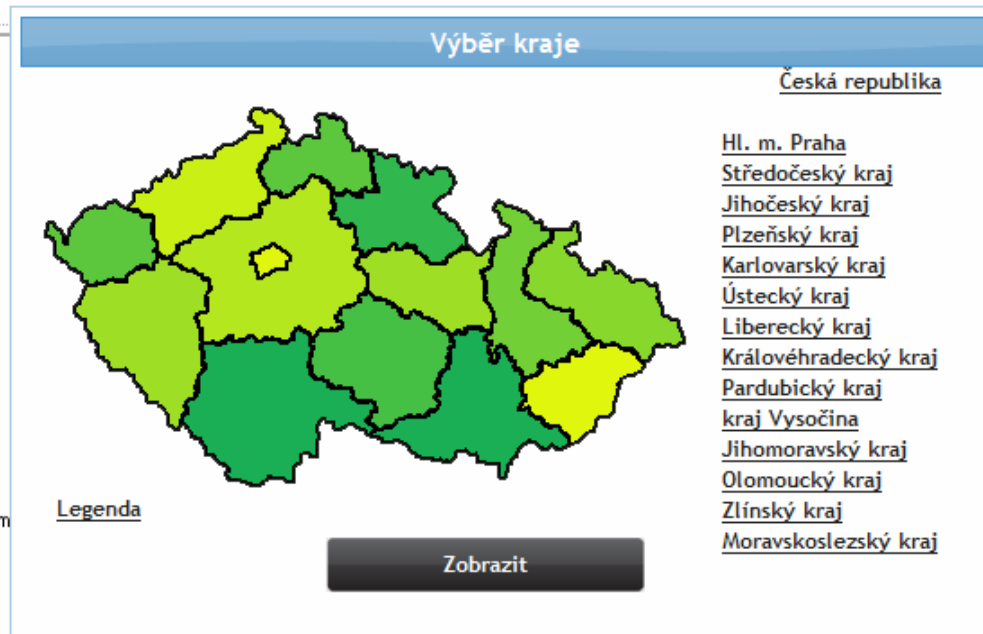 Výběr kraje
Česká republika
Hl. m. Praha
Středočeský kraj
Jihočeský kraj
Plzeňský kraj
Karlovarský kraj
Ústecký kraj
Liberecký kraj
Královéhradecký kraj
Pardubický kraj
kraj Vysočina
Jihomoravský kraj
Olomoucký kraj
Zlínský kraj
Moravskoslezský kraj
Legenda
Zobrazit